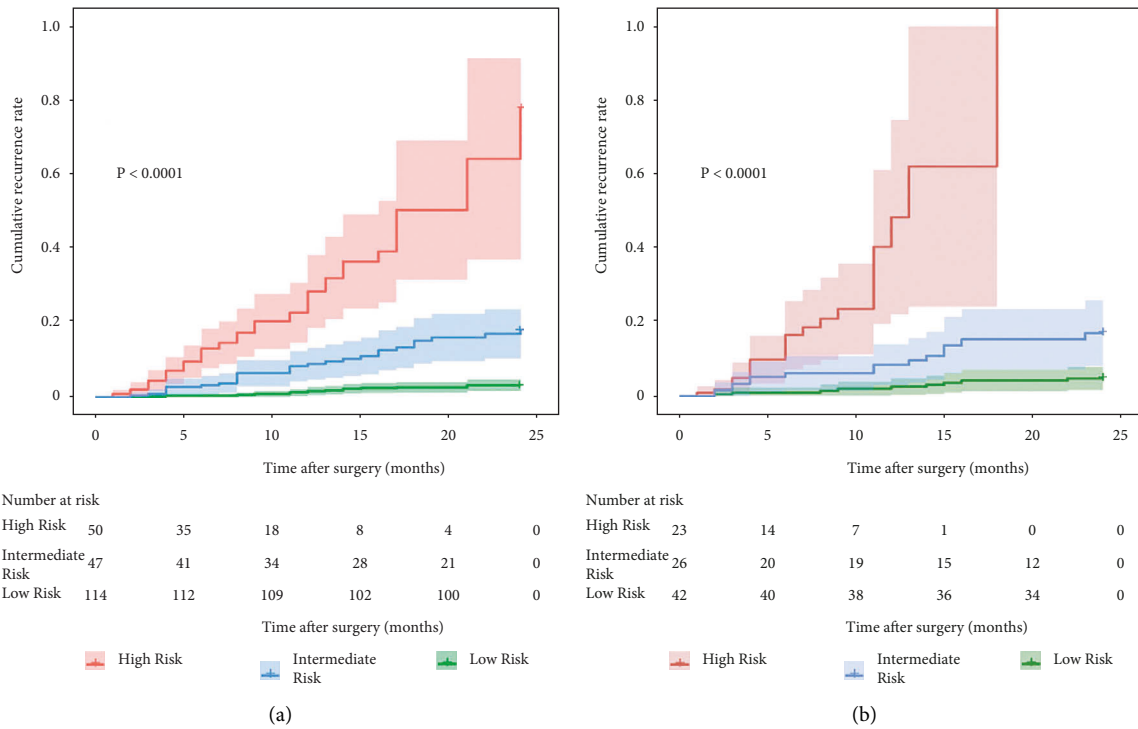 1.0
0.8
0.6
0.4
0.2
0
Cumulative recurrence rate
P < 0.0001
0 5 10 15 20 25
Time after surgery (months)
Number at risk
High Risk 50 35 18 8 4 0
Intermediate Risk 47 41 34 28 21 0
Low Risk 114 112 109 102 100 0
Time after surgery (months)
High Risk
Intermediate
Risk
Low Risk
(a)
1.0
0.8
0.6
0.4
0.2
0
Cumulative recurrence rate
P < 0.0001
0 5 10 15 20 25
Time after surgery (months)
Number at risk
High Risk 23 14 7 1 0 0
Intermediate Risk 26 20 19 15 12 0
Low Risk 42 40 38 36 34 0
Time after surgery (months)
High Risk
Intermediate
Risk
Low Risk
(b)